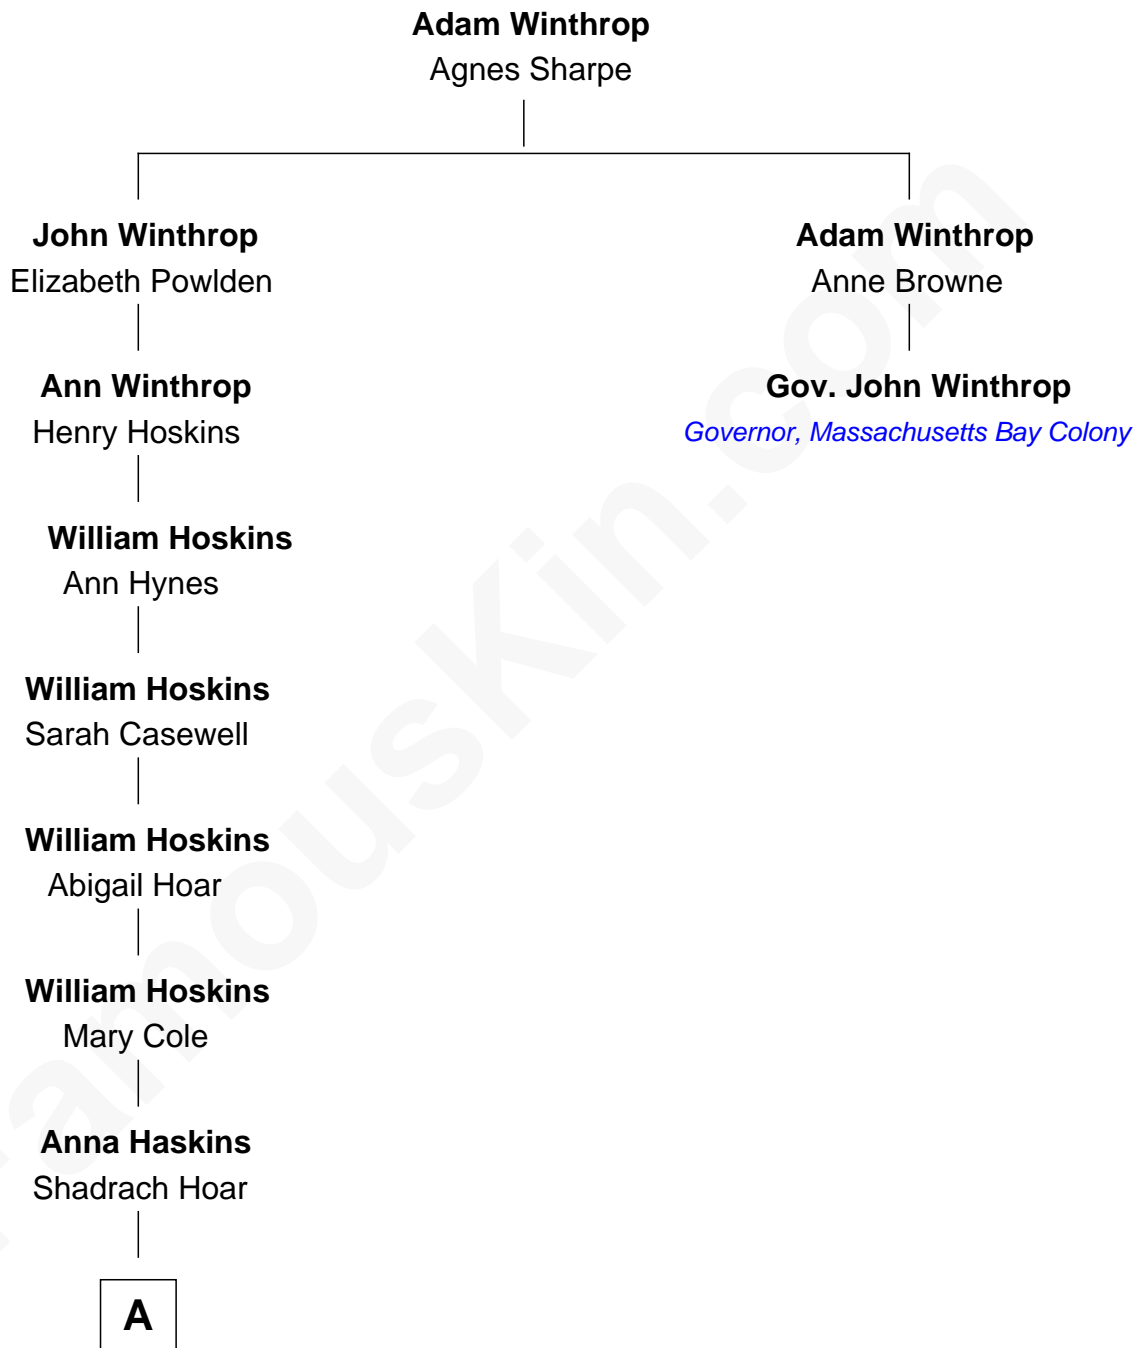 Adam Winthrop
Agnes Sharpe
John Winthrop
Elizabeth Powlden
Adam Winthrop
Anne Browne
Ann Winthrop
Henry Hoskins
Gov. John Winthrop
Governor, Massachusetts Bay Colony
William Hoskins
Ann Hynes
William Hoskins
Sarah Casewell
William Hoskins
Abigail Hoar
William Hoskins
Mary Cole
Anna Haskins
Shadrach Hoar
A
FamousKin.com